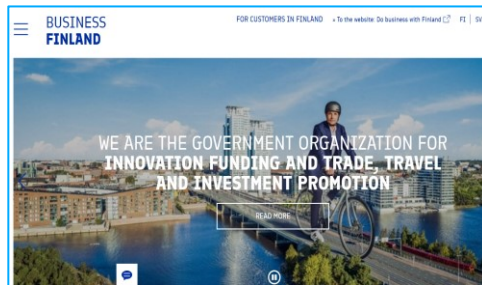 BUSINESS
FINLAND
FOR CUSTOMERS IN FINLAND
To the website: Do business with Finland
FI | SV
WE ARE THE GOVERNMENT ORGANIZATION FOR
INNOVATION FUNDING AND TRADE, TRAVEL
AND INVESTMENT PROMOTION
READ MORE